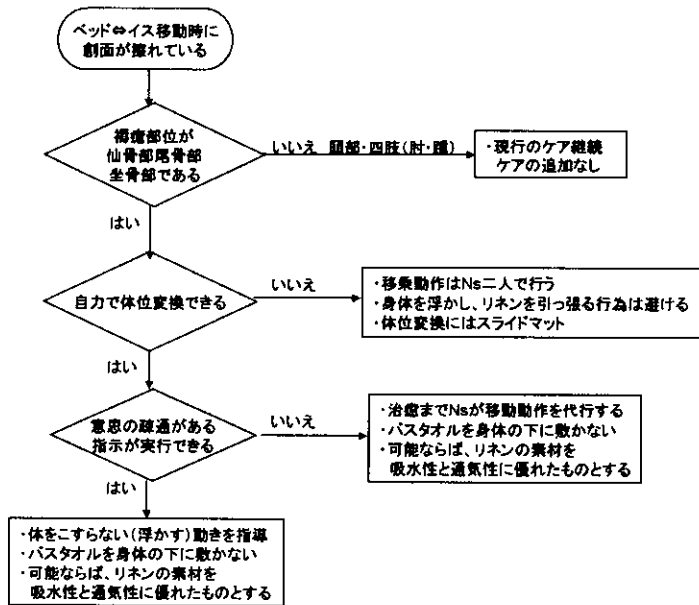 ベッド⇔イス移動時に
創面が擦れている
褥瘡部位が
仙骨部尾骨部
坐骨部である
いいえ 頭部・四肢(肘・踵)
・現行のケア継続
ケアの追加なし
はい
自力で体位変換できる
いいえ
・移乗動作はNs二人で行う
・身体を浮かし、リネンを引っ張る行為は避ける
・体位変換にはスライドマット
はい
意思の疎通がある
指示が実行できる
いいえ
・治癒までNsが移動動作を代行する
・バスタオルを身体の下に敷かない
・可能ならば、リネンの素材を
吸水性と通気性に優れたものとする
はい
・体をこすらない(浮かす)動きを指導
・バスタオルを身体の下に敷かない
・可能ならば、リネンの素材を
吸水性と通気性に優れたものとする